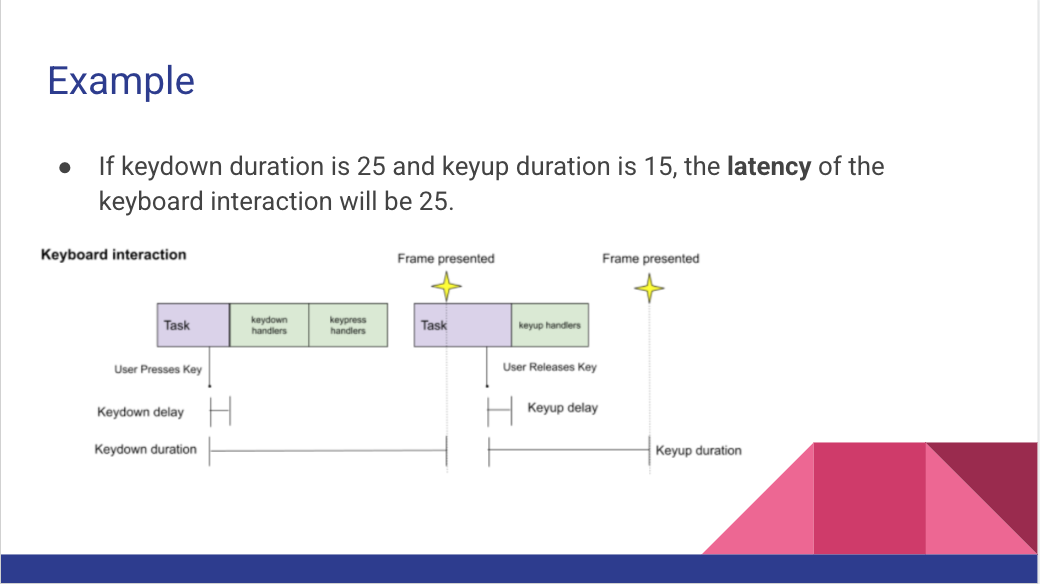 Example
● If keydown duration is 25 and keyup duration is 15, the latency of the
keyboard interaction will be 25.
Keyboard interaction
Frame presented
Frame presented
Task
keydown
handlers
keypress
handlers
Task
keyup handlers
User Presses Key
User Releases Key
Keydown delay
Keyup delay
Keydown duration
Keyup duration